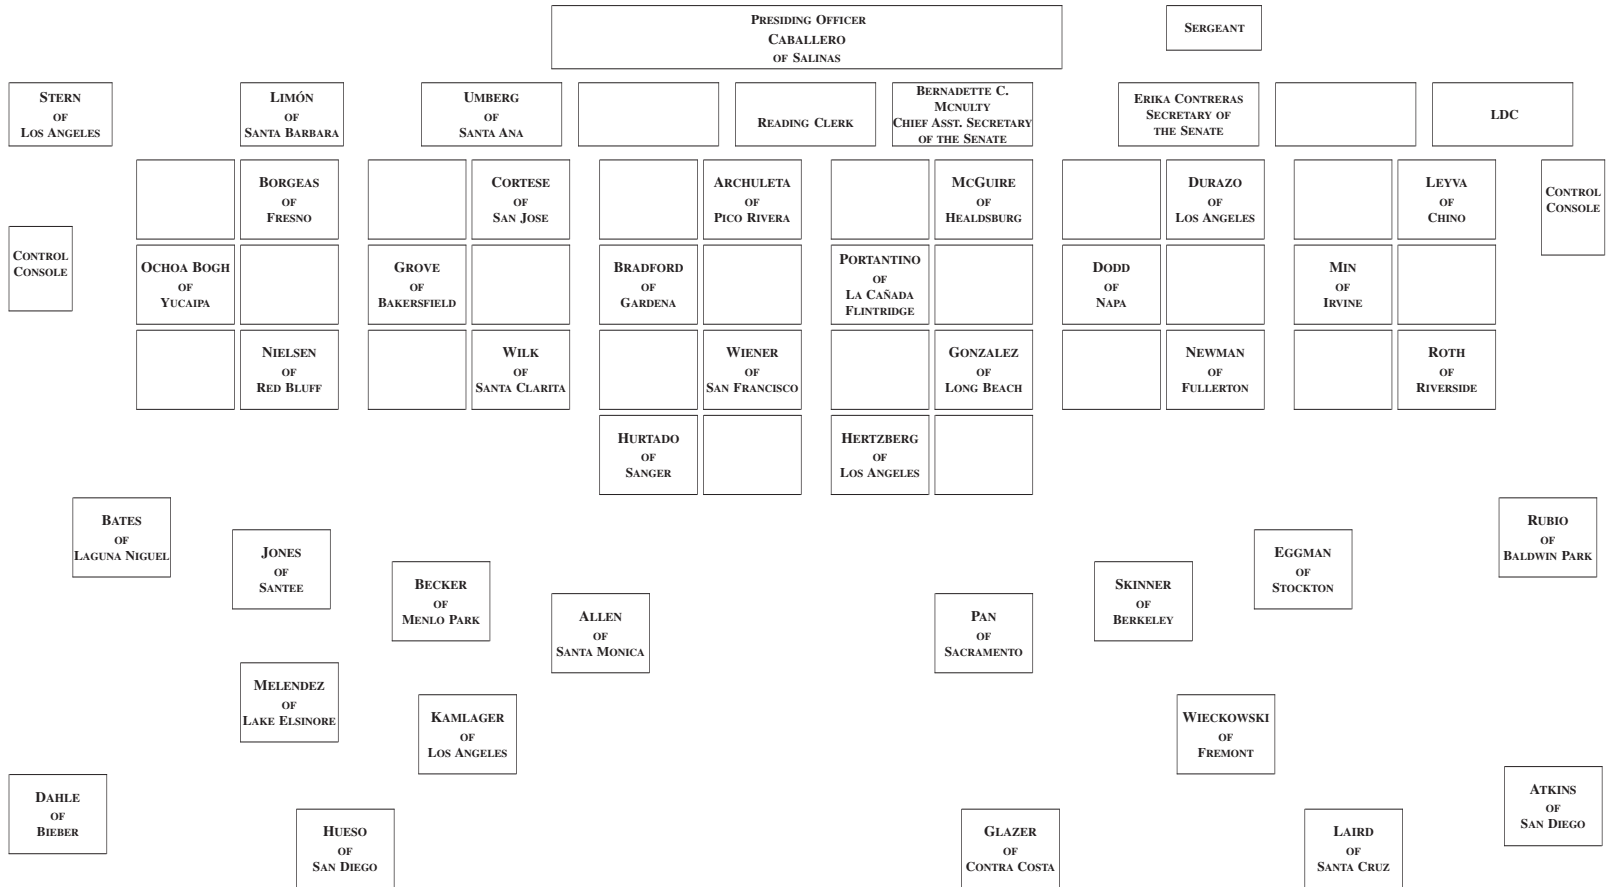 PRESIDING OFFICER
CABALLERO
OF SALINAS
SERGEANT
STERN
OF
LOS ANGELES
LIMÓN
OF
SANTA BARBARA
UMBERG
OF
SANTA ANA
READING CLERK
BERNADETTE C.
MCNULTY
CHIEF ASST. SECRETARY
OF THE SENATE
ERIKA CONTRERAS
SECRETARY OF
THE SENATE
LDC
BORGEAS
OF
FRESNO
CORTESE
OF
SAN JOSE
ARCHULETA
OF
PICO RIVERA
MCGUIRE
OF
HEALDSBURG
DURAZO
OF
LOS ANGELES
LEYVA
OF
CHINO
CONTROL
CONSOLE
CONTROL
CONSOLE
OCHOA BOGH
OF
YUCAIPA
GROVE
OF
BAKERSFIELD
BRADFORD
OF
GARDENA
PORTANTINO
OF
LA CAÑADA
FLINTRIDGE
DODD
OF
NAPA
MIN
OF
IRVINE
NIELSEN
OF
RED BLUFF
WILK
OF
SANTA CLARITA
WIENER
OF
SAN FRANCISCO
GONZALEZ
OF
LONG BEACH
NEWMAN
OF
FULLERTON
ROTH
OF
RIVERSIDE
HURTADO
OF
SANGER
HERTZBERG
OF
LOS ANGELES
BATES
OF
LAGUNA NIGUEL
JONES
OF
SANTEE
BECKER
OF
MENLO PARK
ALLEN
OF
SANTA MONICA
PAN
OF
SACRAMENTO
SKINNER
OF
BERKELEY
EGGMAN
OF
STOCKTON
RUBIO
OF
BALDWIN PARK
MELENDEZ
OF
LAKE ELSINORE
KAMLAGER
OF
LOS ANGELES
WIECKOWSKI
OF
FREMONT
DAHLE
OF
BIEBER
HUESO
OF
SAN DIEGO
GLAZER
OF
CONTRA COSTA
LAIRD
OF
SANTA CRUZ
ATKINS
OF
SAN DIEGO